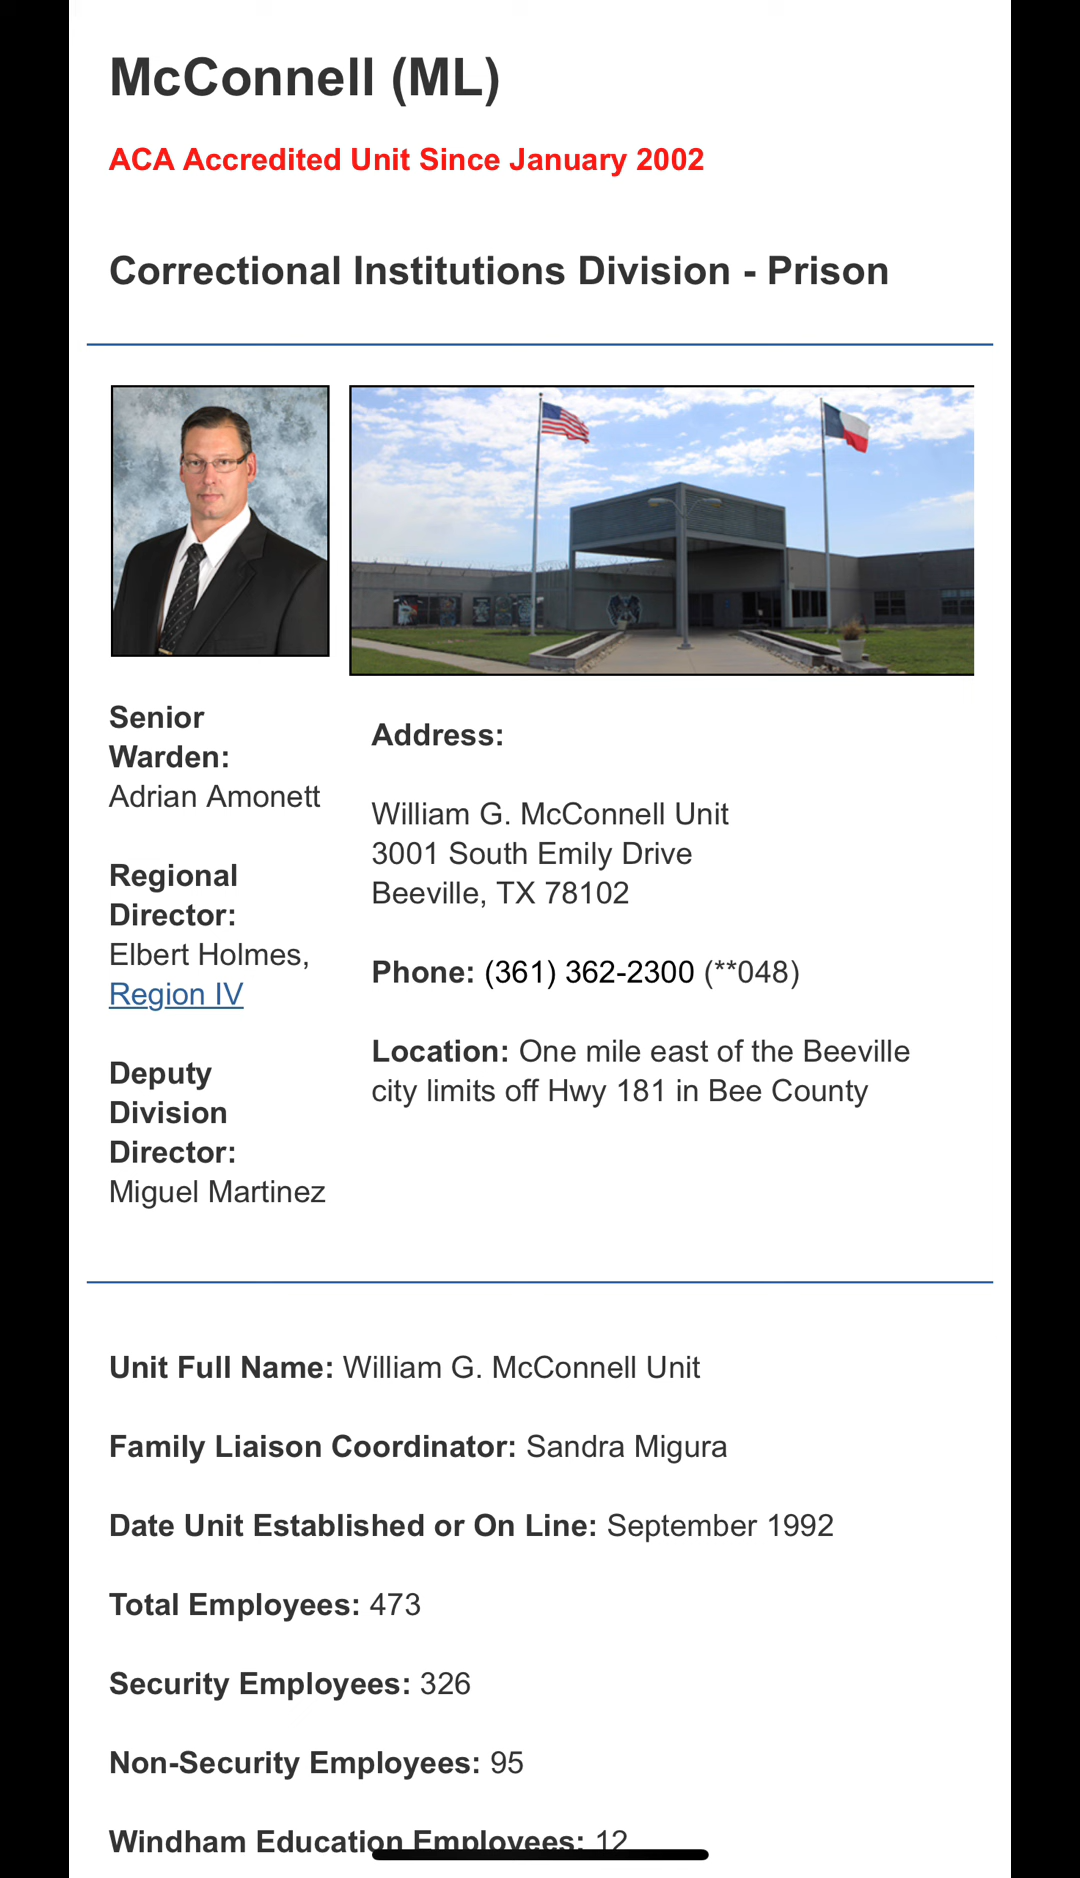 McConnell (ML)
ACA Accredited Unit Since January 2002
Correctional Institutions Division - Prison
Senior
Warden:
Adrian Amonett
Regional
Director:
Elbert Holmes,
Region IV
Deputy
Division
Director:
Miguel Martinez
Address:
William G. McConnell Unit
3001 South Emily Drive
Beeville, TX 78102
Phone: (361) 362-2300 (**048)
Location: One mile east of the Beeville
city limits off Hwy 181 in Bee County
Unit Full Name: William G. McConnell Unit
Family Liaison Coordinator: Sandra Migura
Date Unit Established or On Line: September 1992
Total Employees: 473
Security Employees: 326
Non-Security Employees: 95
Windham Education Employees: 12